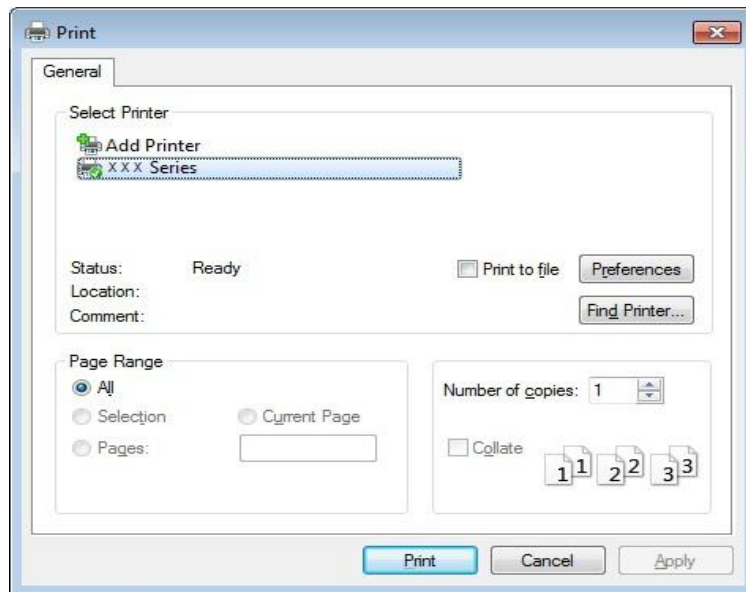 Print
General
Select Printer
Add Printer
X X X Series
Status: Ready
Location:
Comment:
Print to file
Preferences
Find Printer...
Page Range
All
Selection
Current Page
Pages:
Number of copies: 1
Collate
1 1 2 2 3 3
Print
Cancel
Apply